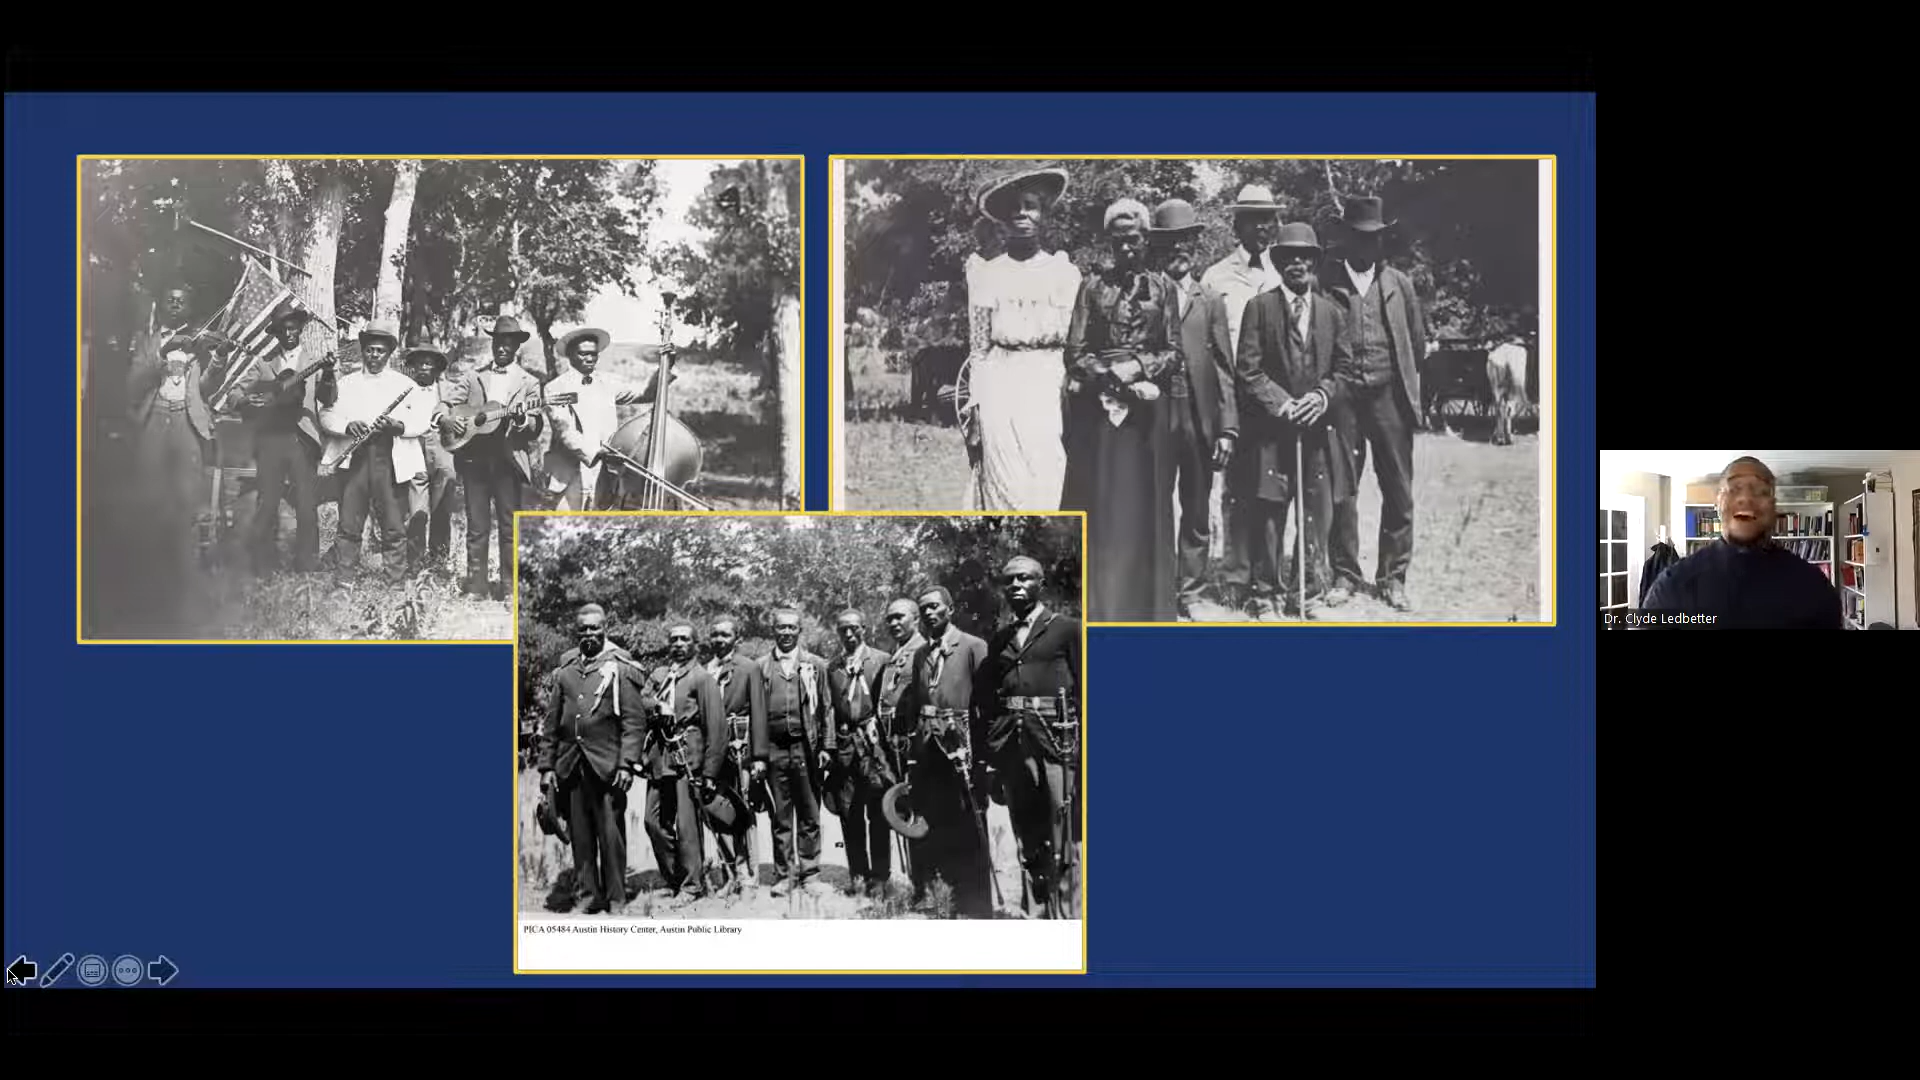 PICA 05484 Austin History Center, Austin Public Library
Dr. Clyde Ledbetter